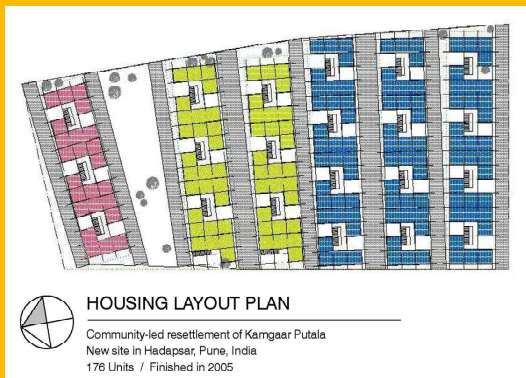 HOUSING LAYOUT PLAN
Community-led resettlement of Kamgaar Putala
New site in Hadapsar, Pune, India
176 Units / Finished in 2005